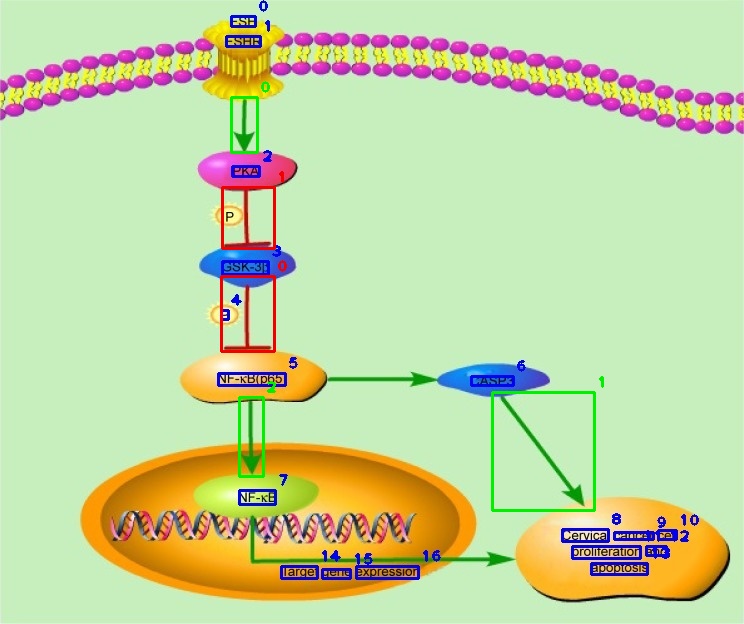 0
FSH
1
FSHR
0
2
PKA
1
P
3
GSK-3β
0
4
5
NF-κB(p65)
6
CASP3
2
1
7
NF-κB
8 9 10
Cervical cancer cell
proliferation and
apoptosis
14 15 16
Target gene expression